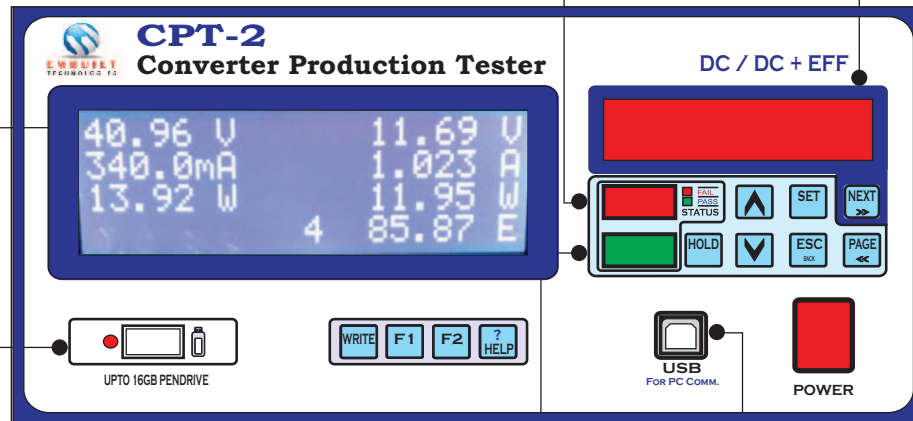 CPT-2
EMBUILT
TECHNOLOGIES
Converter Production Tester
DC / DC + EFF
40.96 V 11.69 V
340.0mA 1.023 A
13.92 W 11.95 W
4 85.87 E
FAIL
PASS
STATUS
SET
NEXT
>>
HOLD
ESC
BACK
PAGE
<<
UPTO 16GB PENDRIVE
WRITE
F1
F2
?
HELP
USB
FOR PC COMM.
POWER